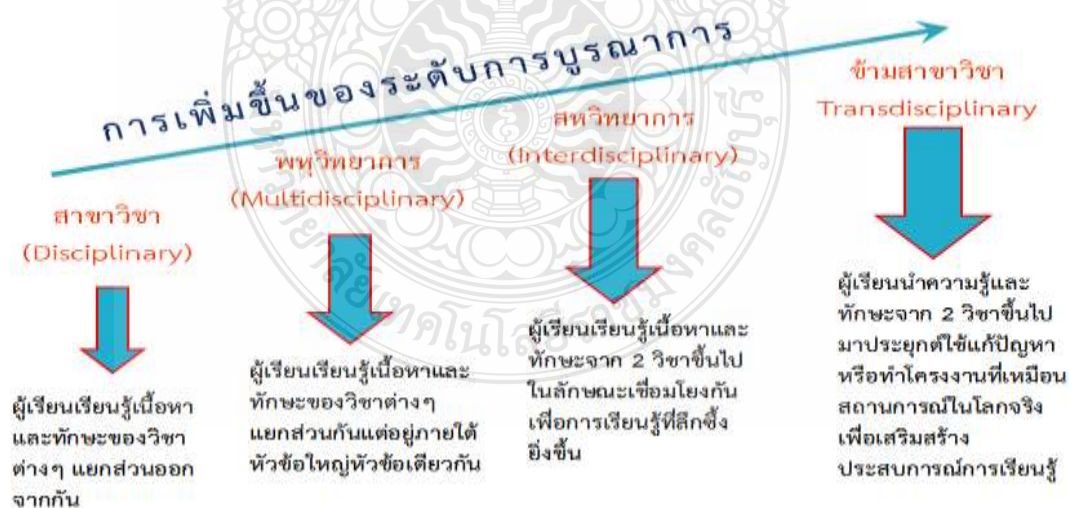 การเพิ่มขึ้นของระดับการบูรณาการ
สาขาวิชา
(Disciplinary)
ผู้เรียนเรียนรู้เนื้อหา
และทักษะของวิชา
ต่างๆ แยกส่วนออก
จากกัน
พหุวิทยาการ
(Multidisciplinary)
ผู้เรียนเรียนรู้เนื้อหาและ
ทักษะของวิชาต่างๆ
แยกส่วนกันแต่อยู่ภายใต้
หัวข้อใหญ่หัวข้อเดียวกัน
สหวิทยาการ
(Interdisciplinary)
ผู้เรียนเรียนรู้เนื้อหาและ
ทักษะจาก 2 วิชาขึ้นไป
ในลักษณะเชื่อมโยงกัน
เพื่อการเรียนรู้ที่ลึกซึ้ง
ยิ่งขึ้น
ข้ามสาขาวิชา
Transdisciplinary
ผู้เรียนนำความรู้และ
ทักษะจาก 2 วิชาขึ้นไป
มาประยุกต์ใช้แก้ปัญหา
หรือทำโครงงานที่เหมือน
สถานการณ์ในโลกจริง
เพื่อเสริมสร้าง
ประสบการณ์การเรียนรู้